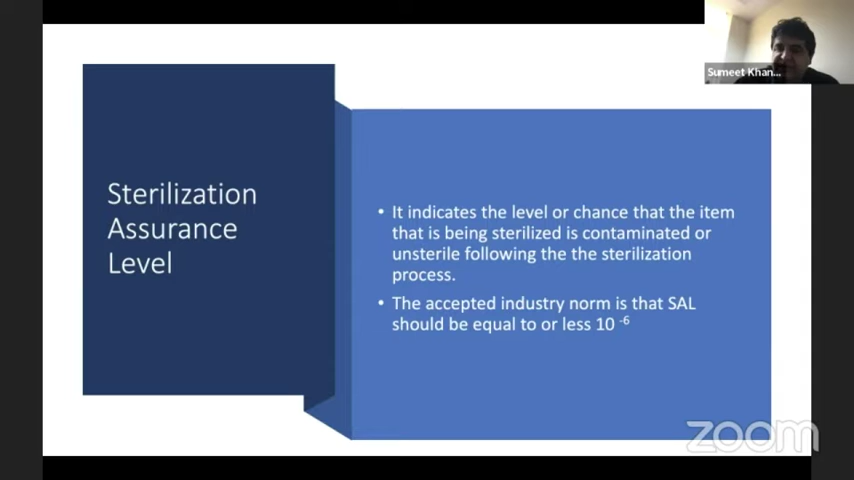 Sumeet Khan...
Sterilization
Assurance
Level
• It indicates the level or chance that the item
that is being sterilized is contaminated or
unsterile following the the sterilization
process.
• The accepted industry norm is that SAL
should be equal to or less 10 -6
zoom